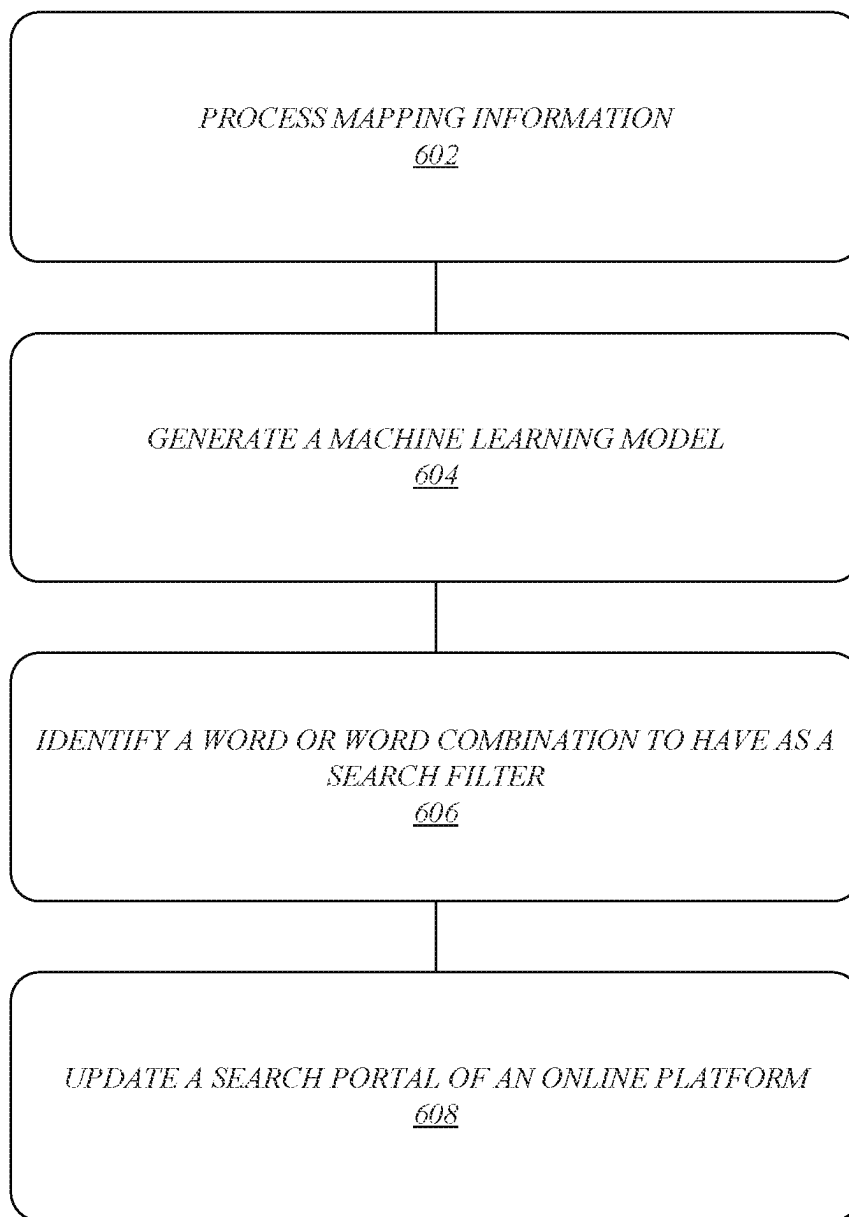 PROCESS MAPPING INFORMATION
602
GENERATE A MACHINE LEARNING MODEL
604
IDENTIFY A WORD OR WORD COMBINATION TO HAVE AS A
SEARCH FILTER
606
UPDATE A SEARCH PORTAL OF AN ONLINE PLATFORM
608